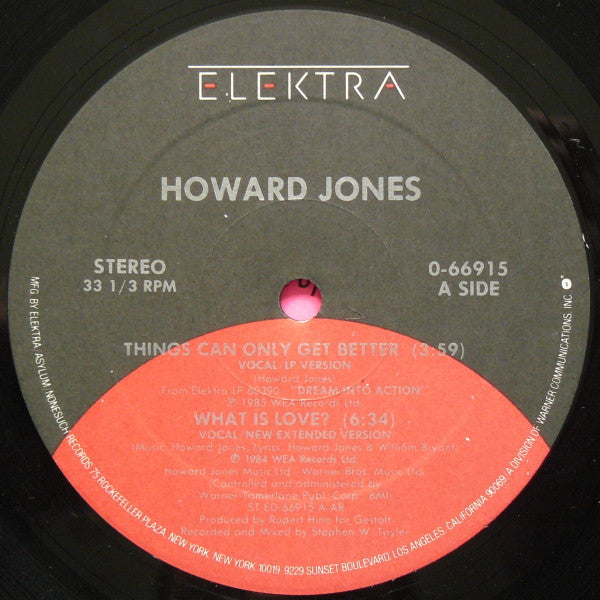 ELEKTRA
HOWARD JONES
STEREO
33 1/3 RPM
0-66915
A SIDE
THINGS CAN ONLY GET BETTER (3:59)
VOCAL/LP VERSION
(Howard Jones)
From Elektra LP 60390 "DREAM INTO ACTION"
℗ 1985 WEA Records Ltd.
WHAT IS LOVE? (6:34)
VOCAL/NEW EXTENDED VERSION
(Music: Howard Jones, Lyrics: Howard Jones & William Bryant)
℗ 1984 WEA Records Ltd.
Howard Jones Music Ltd./Warner Bros. Music Ltd.
Controlled and administered by
Warner-Tamerlane Publ. Corp., BMI
ST-ED-66915-A-AR
Produced by Rupert Hine for Gestalt
Recorded and Mixed by Stephen W. Tayler
MFG. BY ELEKTRA/ASYLUM/NONESUCH RECORDS 75 ROCKEFELLER PLAZA, NEW YORK, NEW YORK 10019 9229 SUNSET BOULEVARD, LOS ANGELES, CALIFORNIA 90069. A DIVISION OF WARNER COMMUNICATIONS, INC.